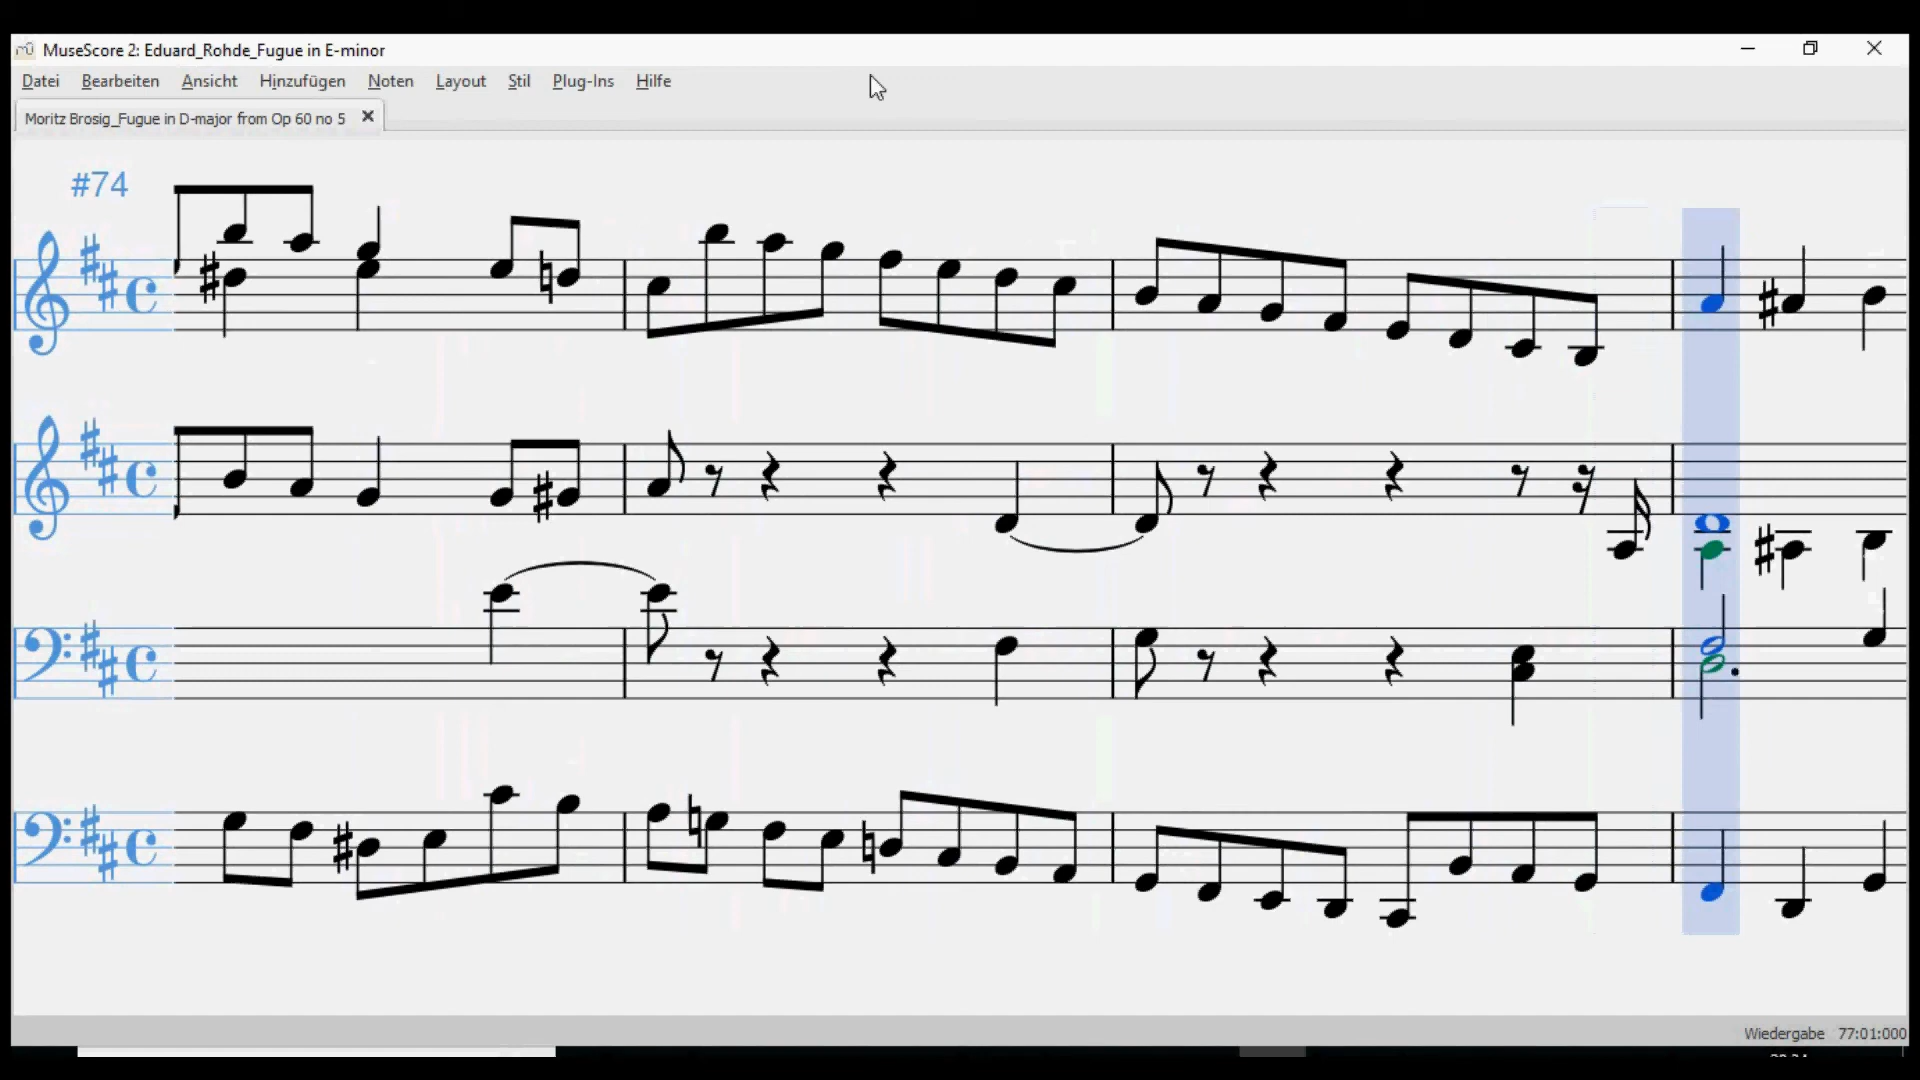 MuseScore 2: Eduard_Rohde_Fugue in E-minor
Datei Bearbeiten Ansicht Hinzufügen Noten Layout Stil Plug-Ins Hilfe
Moritz Brosig_Fugue in D-major from Op 60 no 5
#74
Wiedergabe 77:01:000